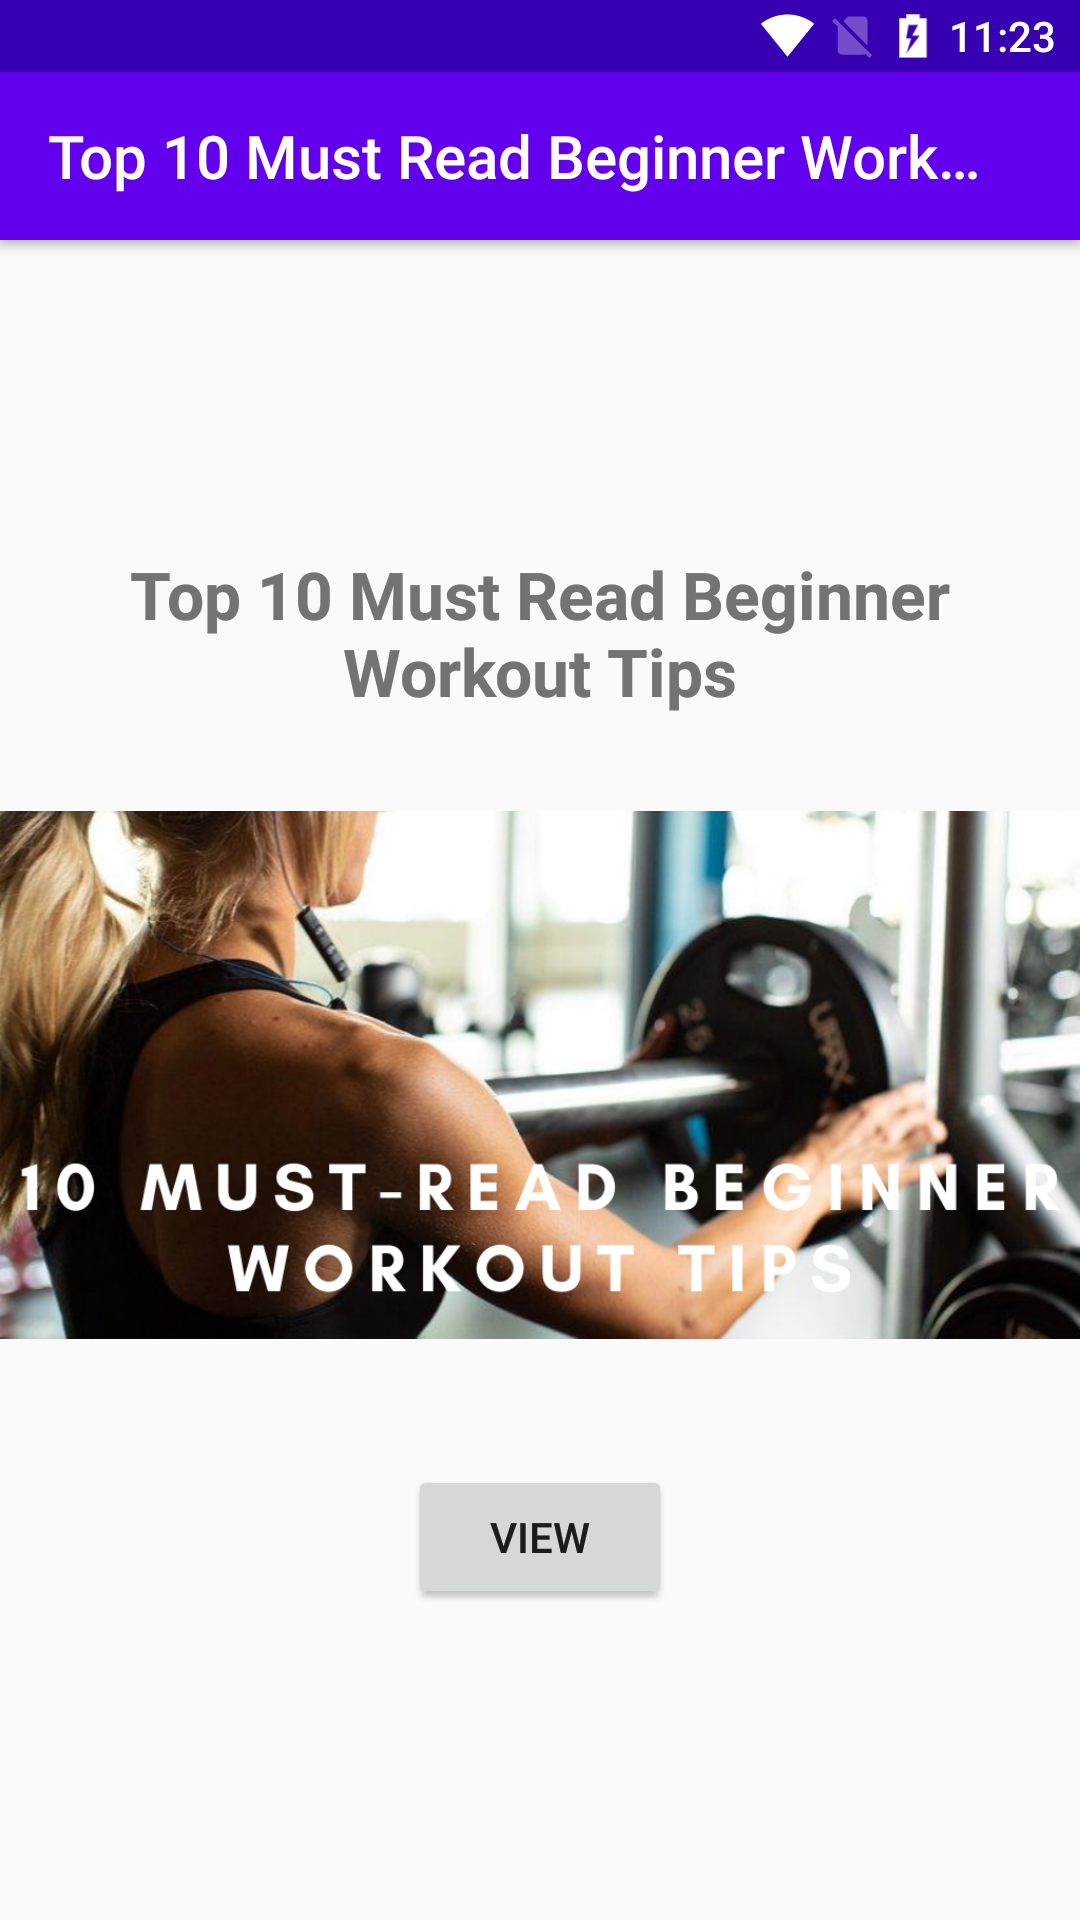 11:23
Top 10 Must Read Beginner Work...
Top 10 Must Read Beginner
Workout Tips
25
UMAX
10 MUST-READ BEGINNER
WORKOUT TIPS
VIEW